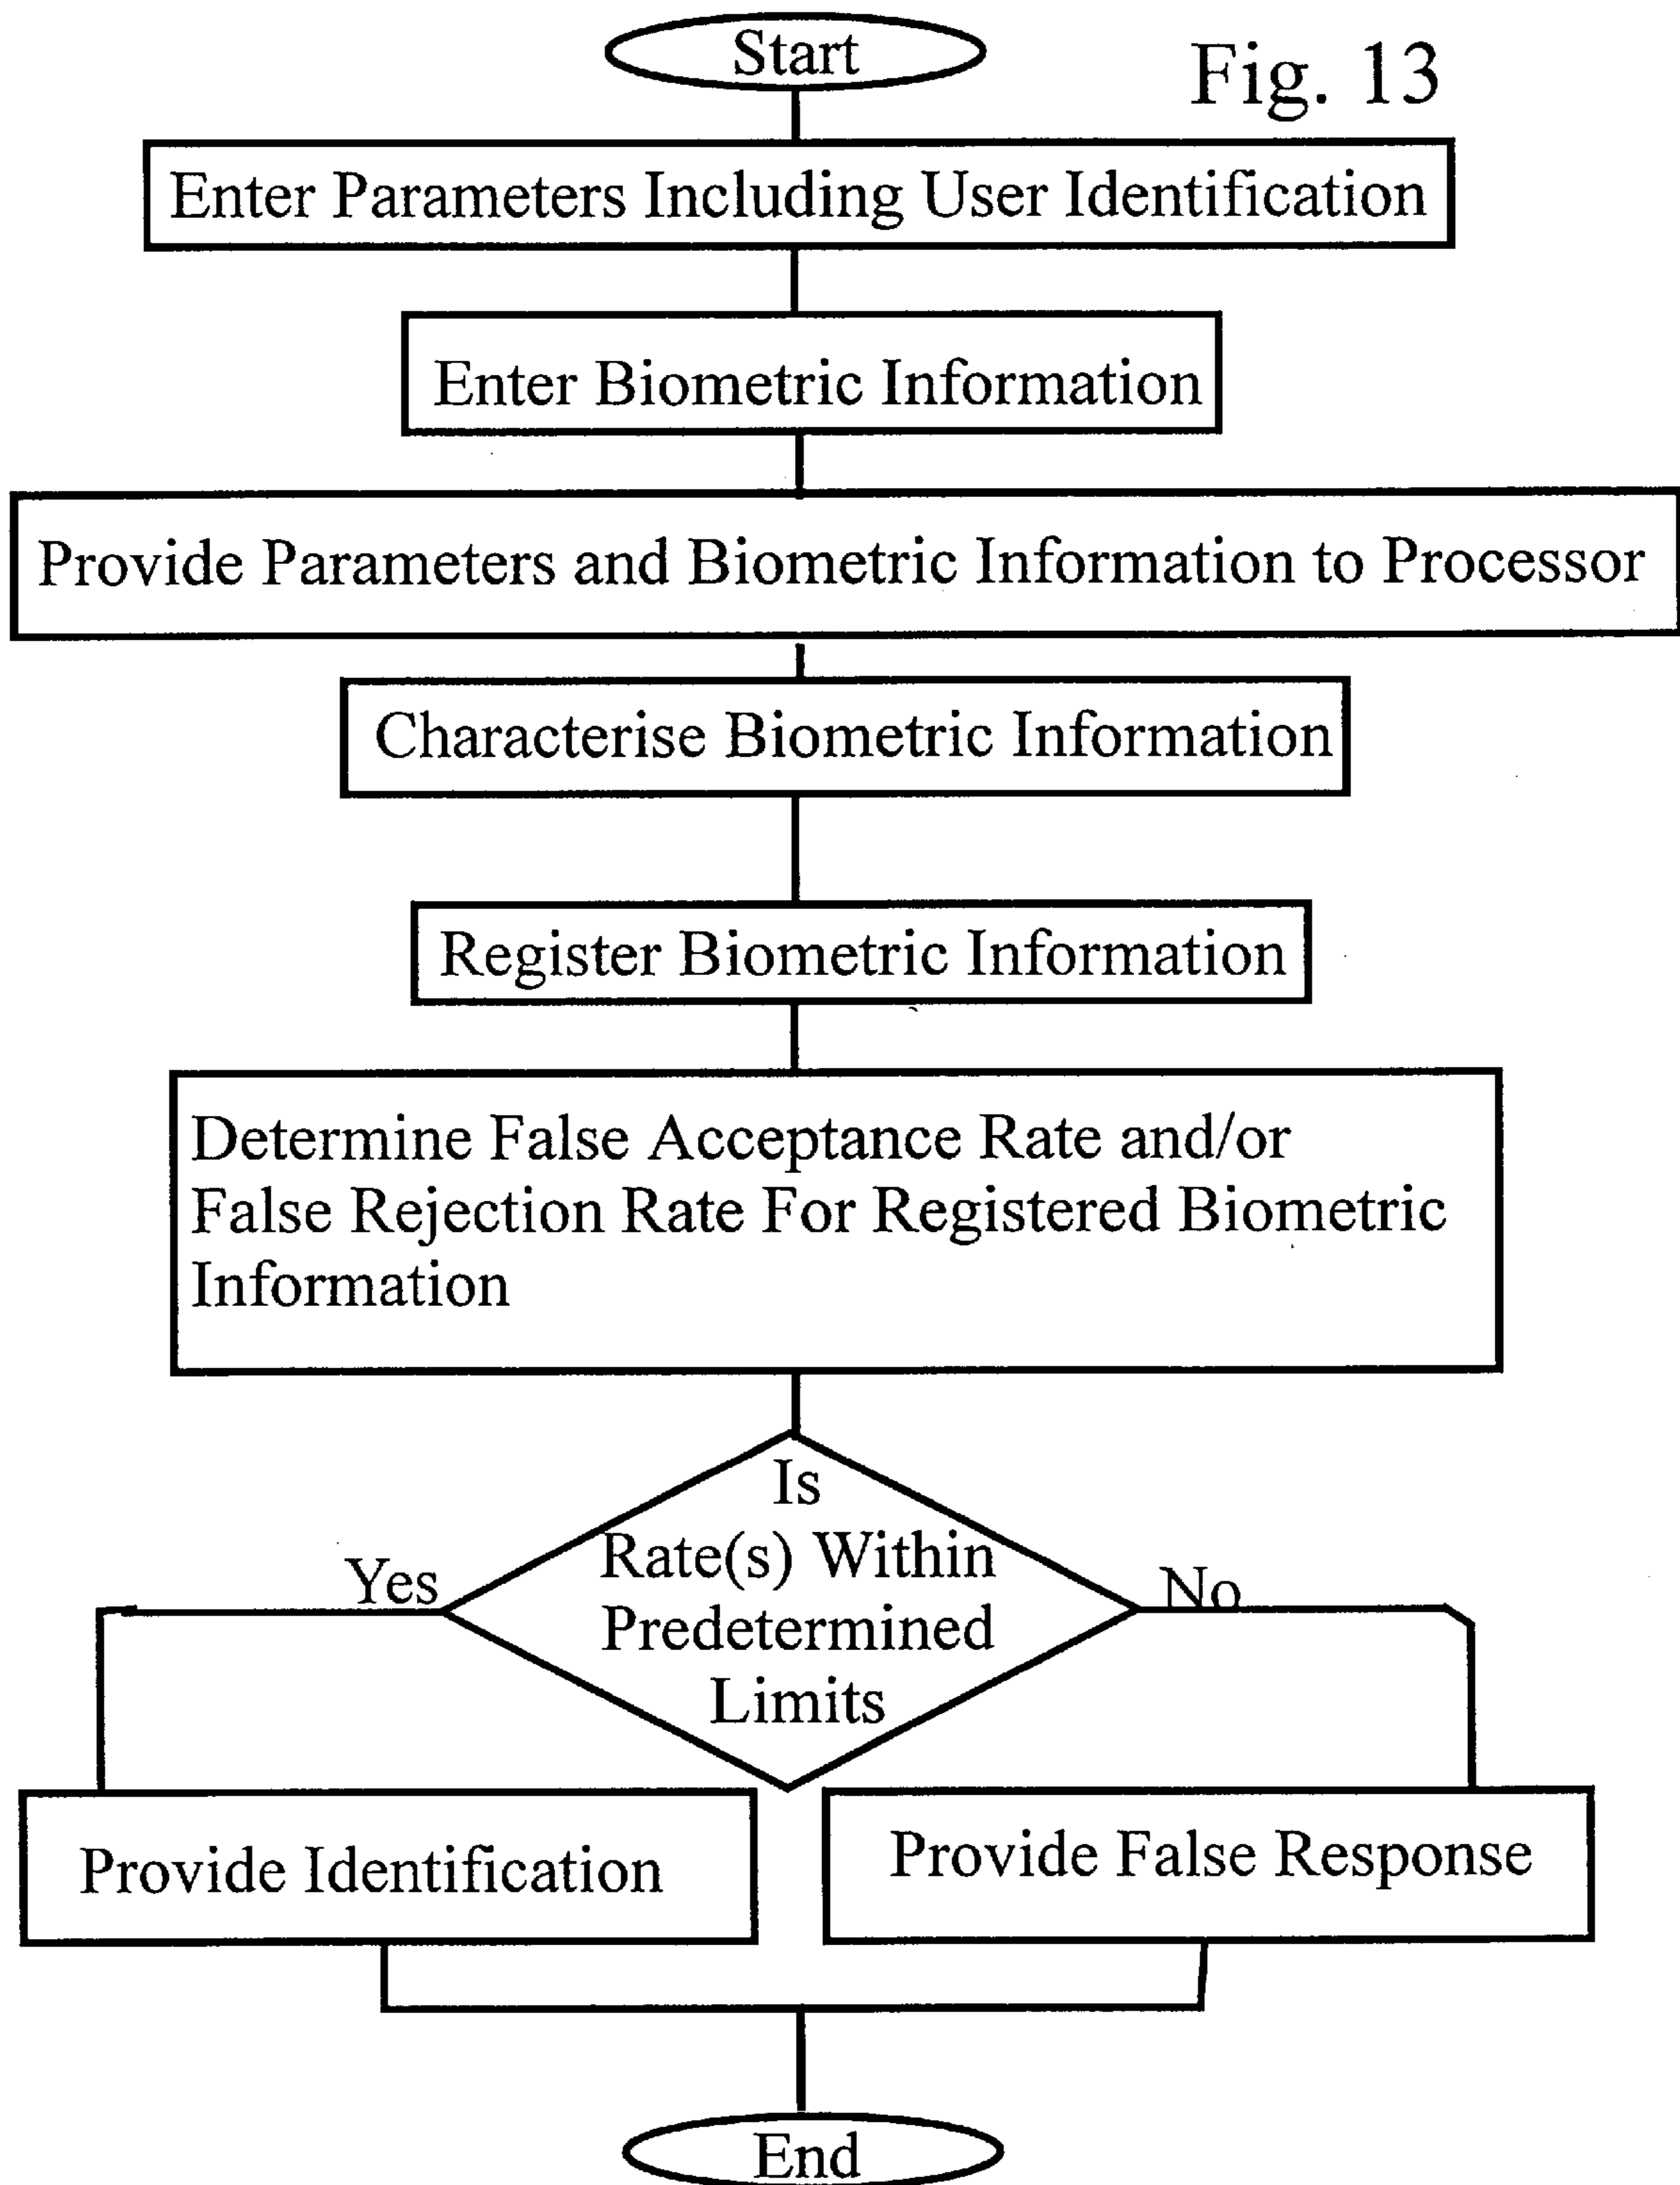 Start
Fig. 13
Enter Parameters Including User Identification
Enter Biometric Information
Provide Parameters and Biometric Information to Processor
Characterise Biometric Information
Register Biometric Information
Determine False Acceptance Rate and/or
False Rejection Rate For Registered Biometric
Information
Is
Rate(s) Within
Predetermined
Limits
Yes
No
Provide Identification
Provide False Response
End